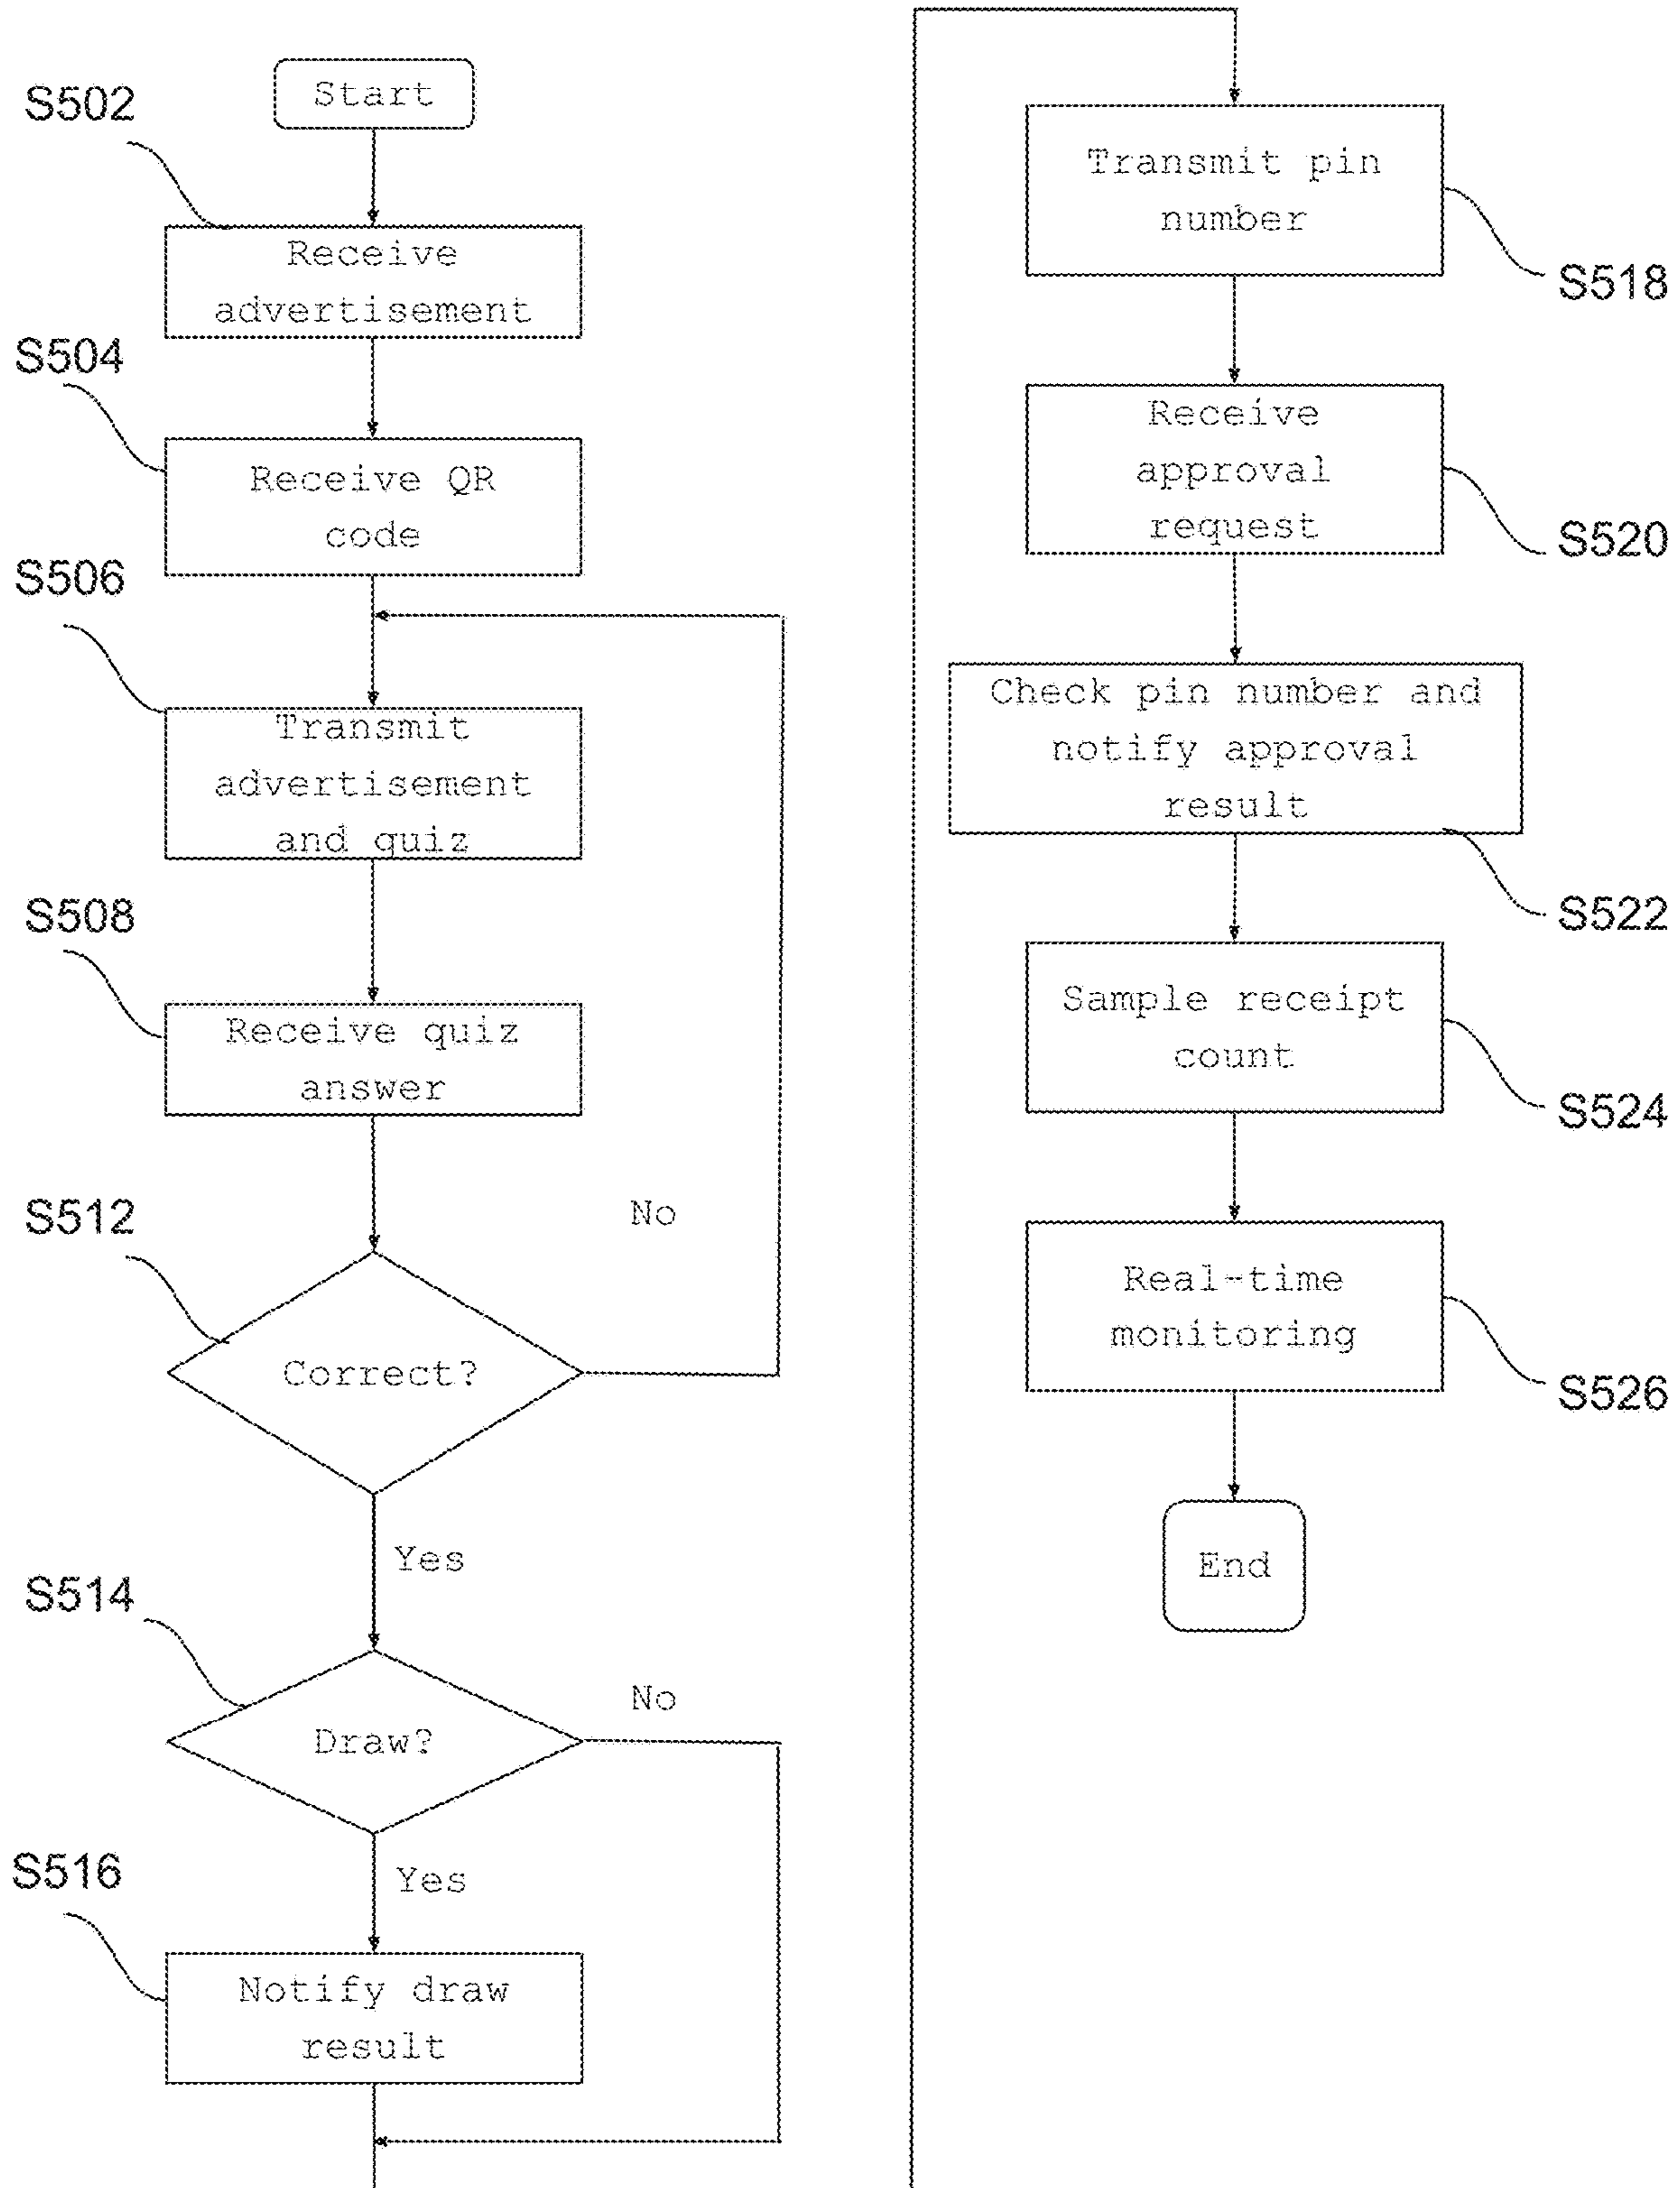 S502
Start
Receive
advertisement
S504
Receive QR
code
S506
Transmit
advertisement
and quiz
S508
Receive quiz
answer
S512
No
Correct?
Yes
S514
No
Draw?
Yes
S516
Notify draw
result
Transmit pin
number
S518
Receive
approval
request
S520
Check pin number and
notify approval
result
S522
Sample receipt
count
S524
Real-time
monitoring
S526
End